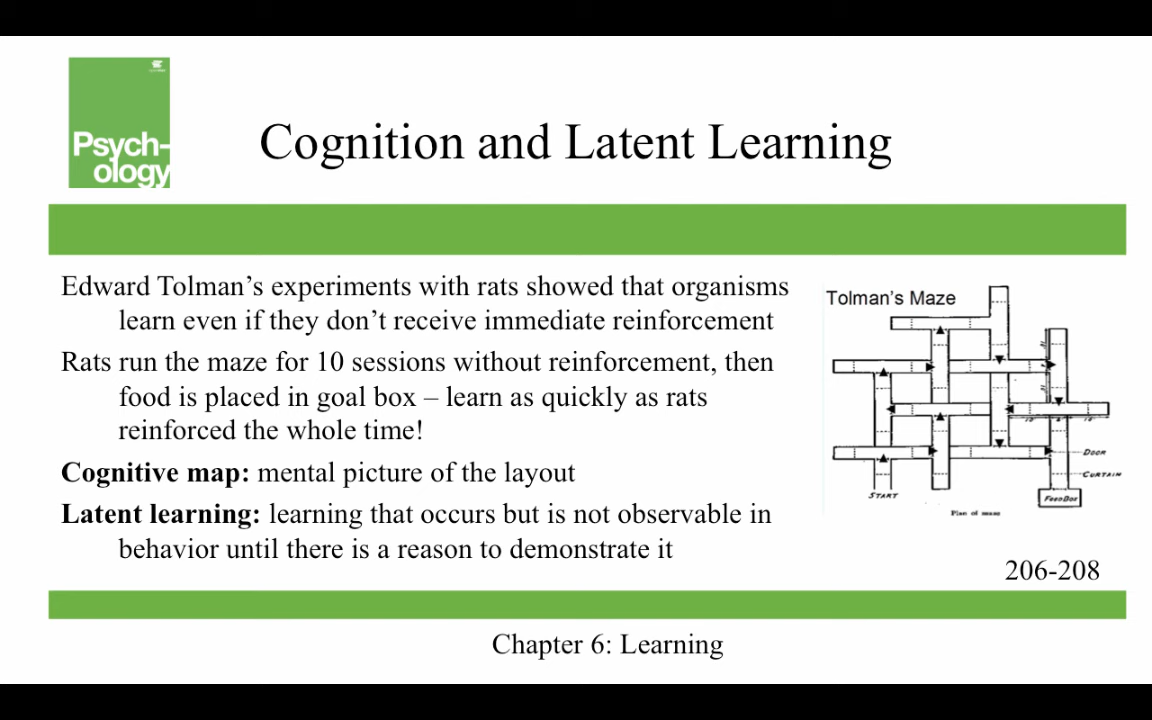 Psych-
ology
Cognition and Latent Learning
Edward Tolman’s experiments with rats showed that organisms
learn even if they don’t receive immediate reinforcement
Rats run the maze for 10 sessions without reinforcement, then
food is placed in goal box – learn as quickly as rats
reinforced the whole time!
Cognitive map: mental picture of the layout
Latent learning: learning that occurs but is not observable in
behavior until there is a reason to demonstrate it
Tolman's Maze
DOOR
CURTAIN
START
FOOD BOX
Plan of maze
206-208
Chapter 6: Learning